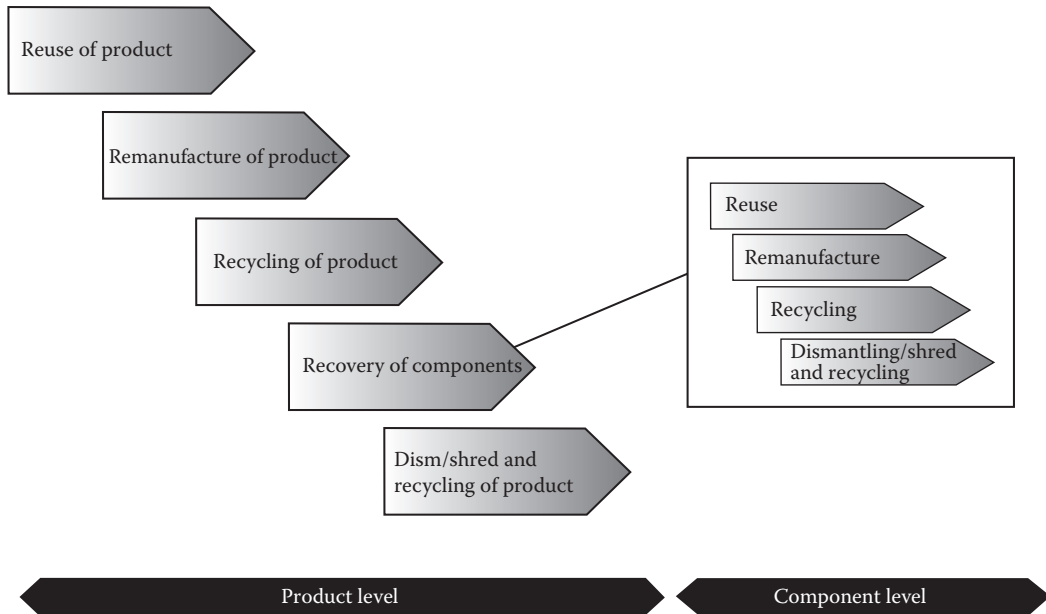 Reuse of product
Remanufacture of product
Recycling of product
Recovery of components
Dism/shred and
recycling of product
Reuse
Remanufacture
Recycling
Dismantling/shred
and recycling
Product level
Component level